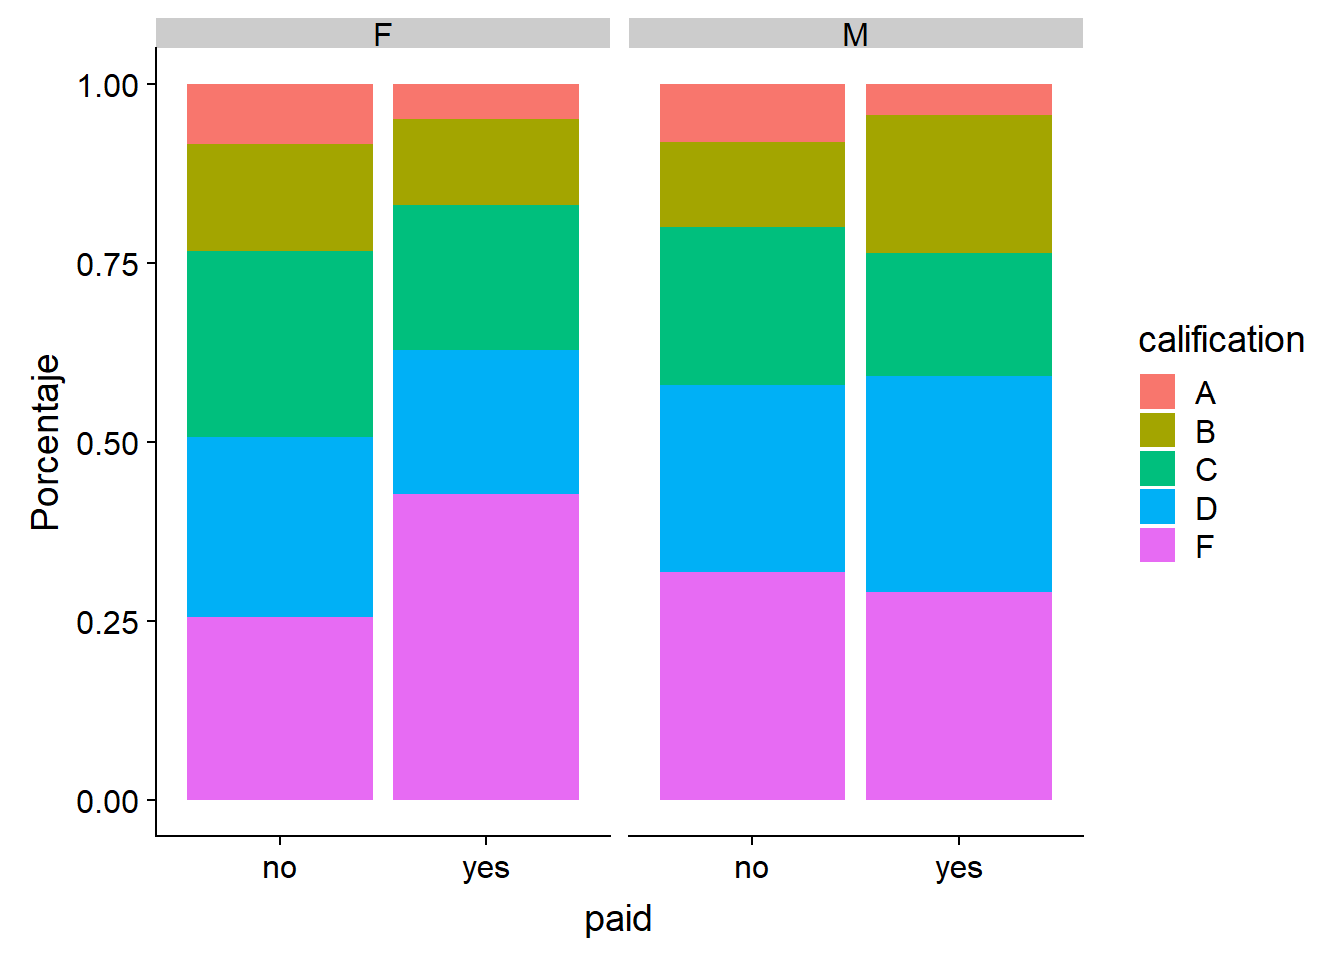 F
M
1.00
0.75
0.50
0.25
0.00
Porcentaje
no
yes
no
yes
paid
calification
A
B
C
D
F